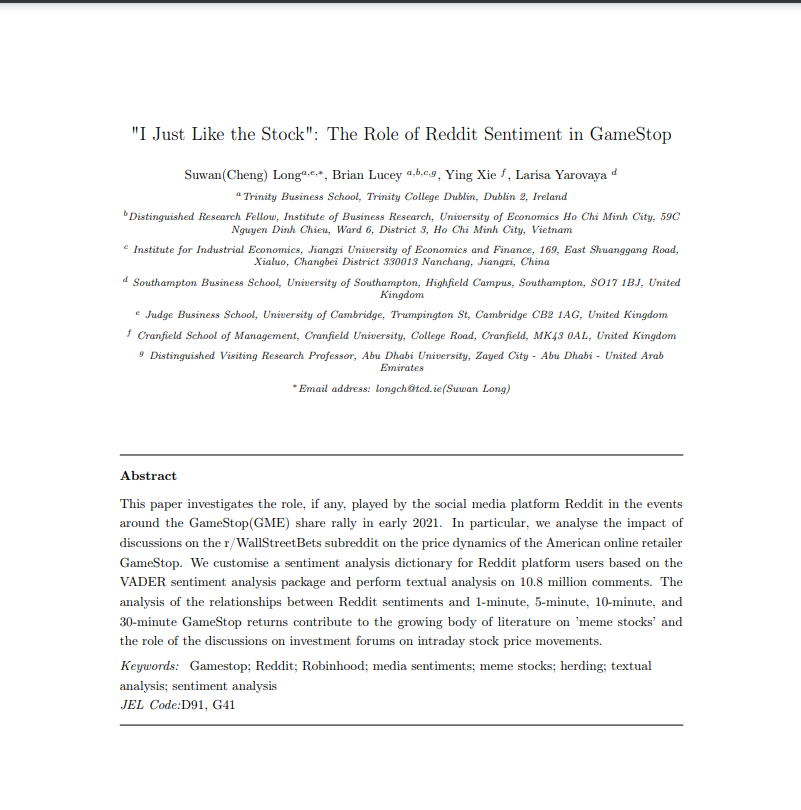 "I Just Like the Stock": The Role of Reddit Sentiment in GameStop
Suwan(Cheng) Longa,e,∗, Brian Lucey a,b,c,g, Ying Xie f, Larisa Yarovaya d
a Trinity Business School, Trinity College Dublin, Dublin 2, Ireland
b Distinguished Research Fellow, Institute of Business Research, University of Economics Ho Chi Minh City, 59C
Nguyen Dinh Chieu, Ward 6, District 3, Ho Chi Minh City, Vietnam
c Institute for Industrial Economics, Jiangxi University of Economics and Finance, 169, East Shuanggang Road,
Xialuo, Changbei District 330013 Nanchang, Jiangxi, China
d Southampton Business School, University of Southampton, Highfield Campus, Southampton, SO17 1BJ, United
Kingdom
e Judge Business School, University of Cambridge, Trumpington St, Cambridge CB2 1AG, United Kingdom
f Cranfield School of Management, Cranfield University, College Road, Cranfield, MK43 0AL, United Kingdom
g Distinguished Visiting Research Professor, Abu Dhabi University, Zayed City - Abu Dhabi - United Arab
Emirates
∗ Email address: longch@tcd.ie(Suwan Long)
Abstract
This paper investigates the role, if any, played by the social media platform Reddit in the events
around the GameStop(GME) share rally in early 2021. In particular, we analyse the impact of
discussions on the r/WallStreetBets subreddit on the price dynamics of the American online retailer
GameStop. We customise a sentiment analysis dictionary for Reddit platform users based on the
VADER sentiment analysis package and perform textual analysis on 10.8 million comments. The
analysis of the relationships between Reddit sentiments and 1-minute, 5-minute, 10-minute, and
30-minute GameStop returns contribute to the growing body of literature on 'meme stocks' and
the role of the discussions on investment forums on intraday stock price movements.
Keywords: Gamestop; Reddit; Robinhood; media sentiments; meme stocks; herding; textual
analysis; sentiment analysis
JEL Code:D91, G41